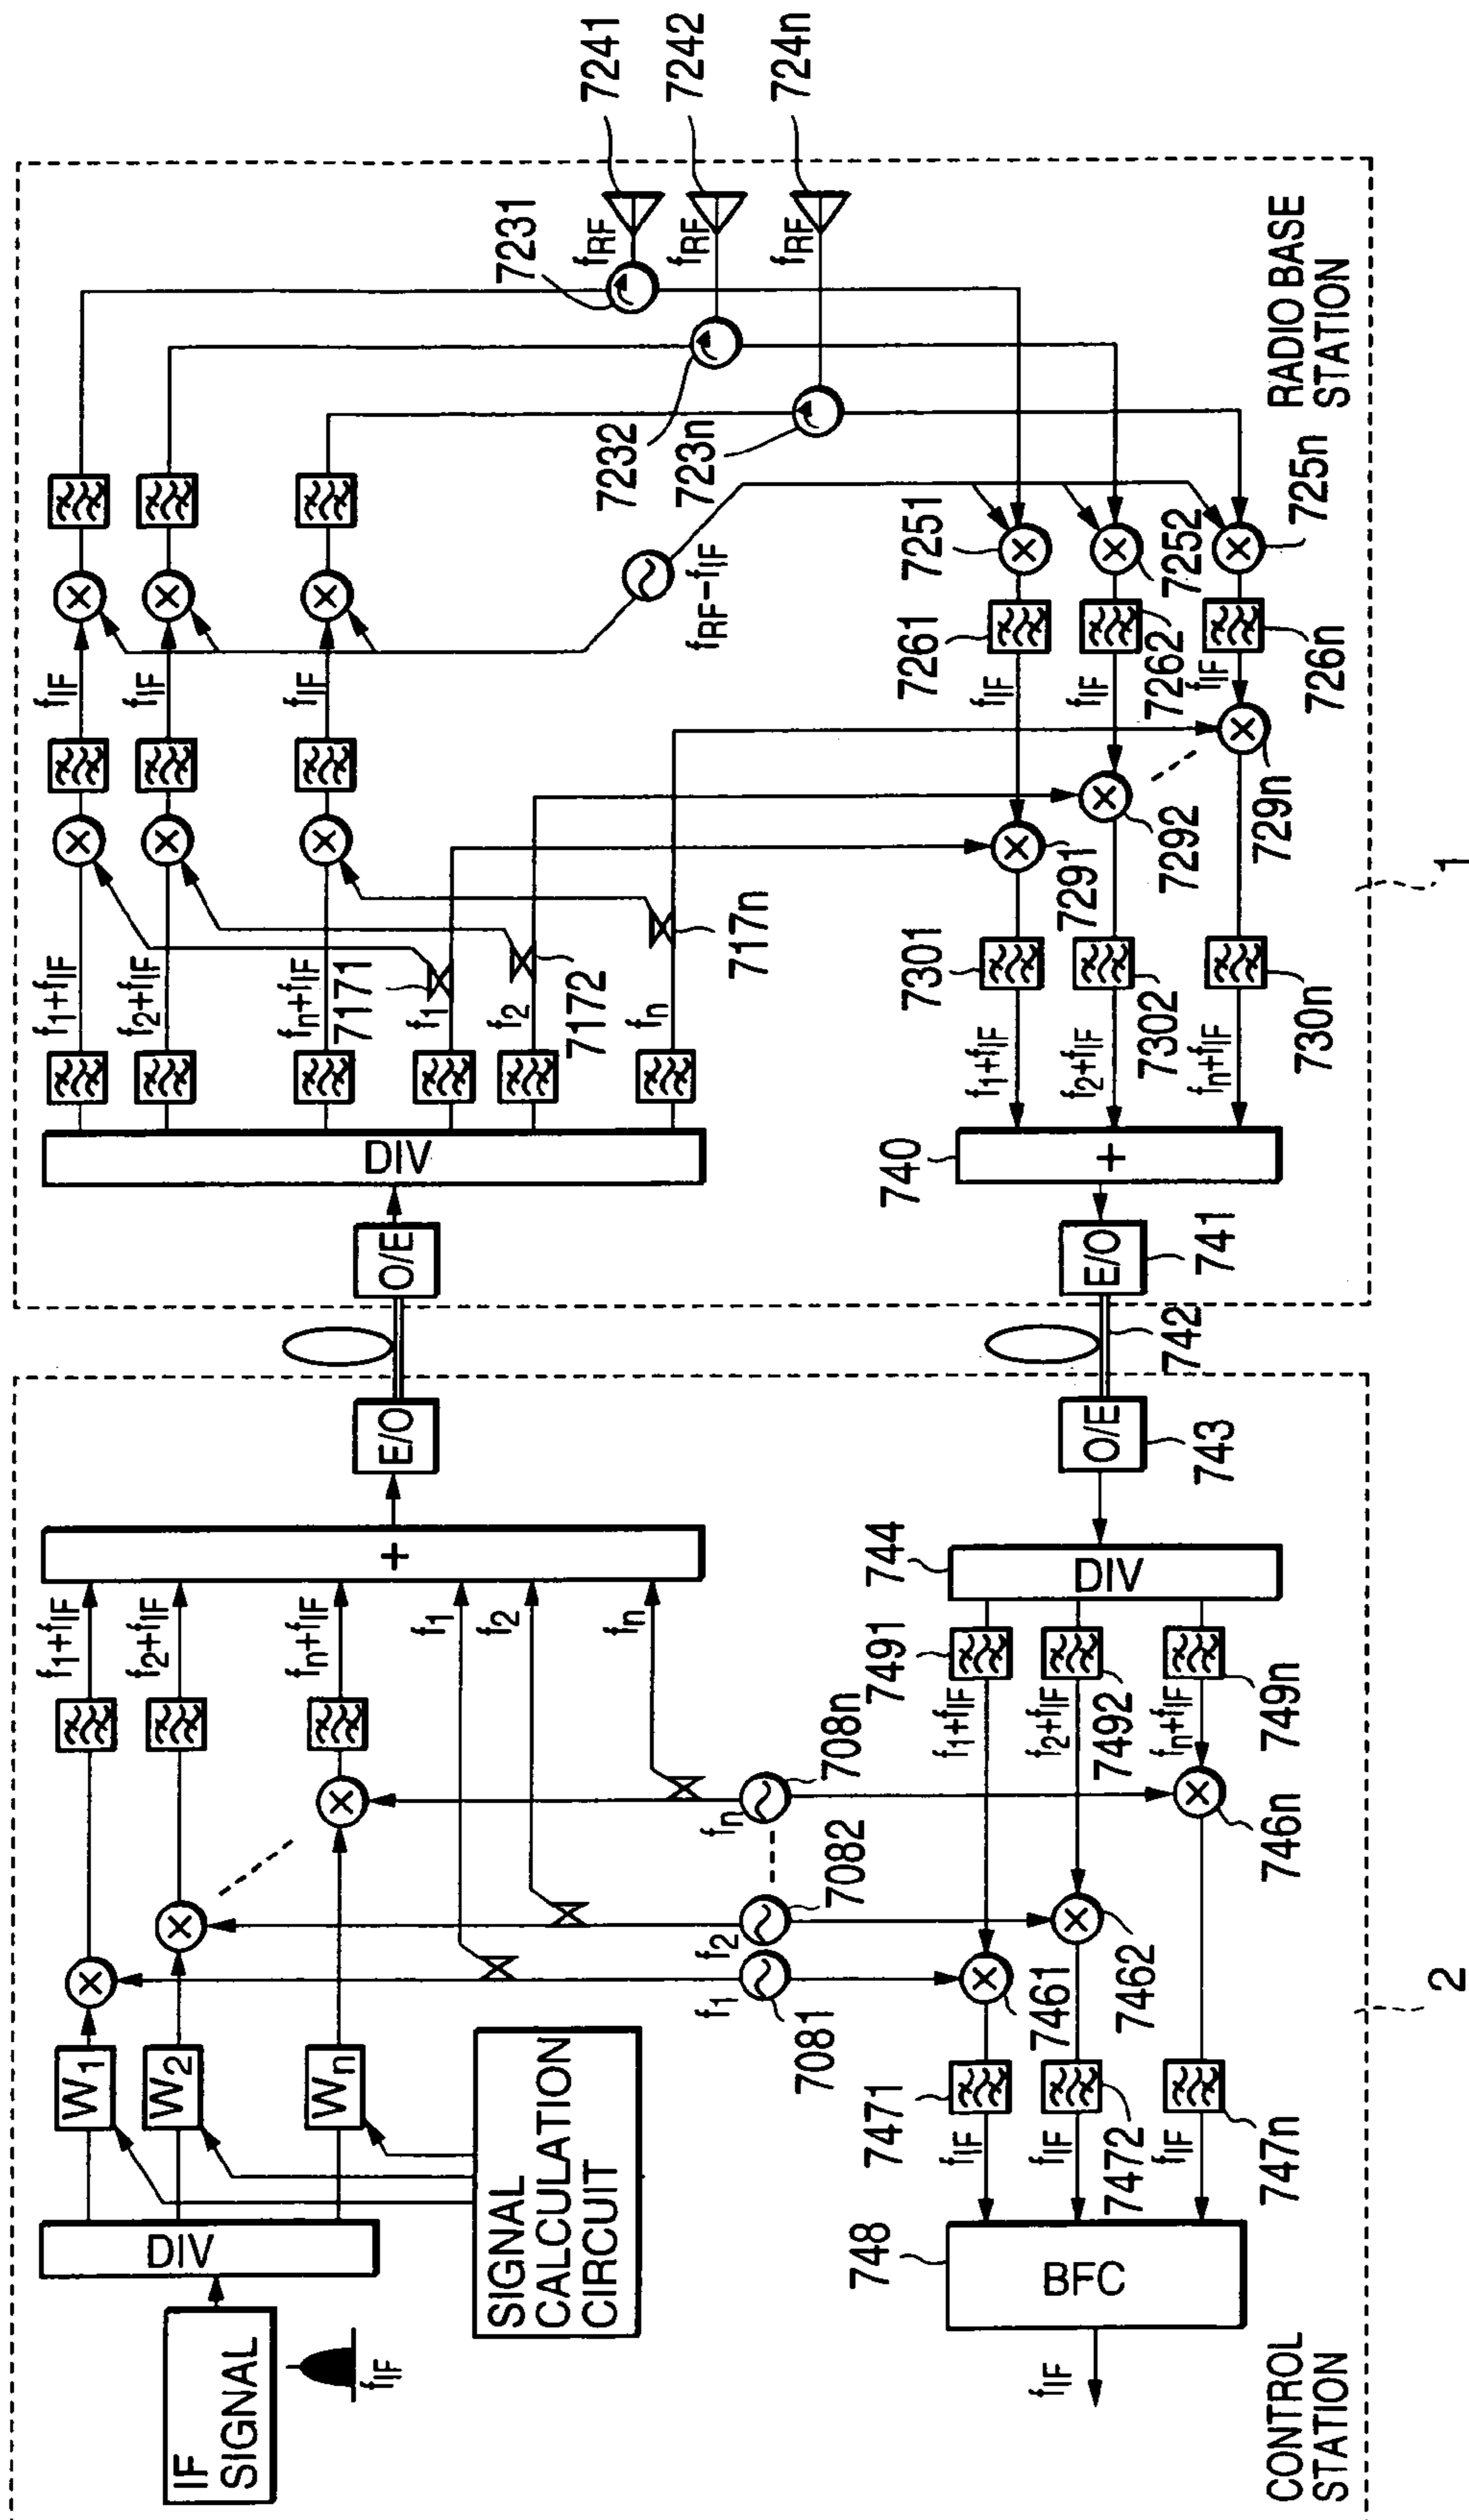 IF
SIGNAL
fIF
DIV
W1
W2
Wn
SIGNAL
CALCULATION
CIRCUIT
f1+fIF
f2+fIF
fn+fIF
f1
f2
fn
+
E/O
f1
7081
f2
7082
fn
708n
O/E
743
744
DIV
7491
7492
749n
f1+fIF
f2+fIF
fn+fIF
7461
7462
746n
7471
7472
747n
fIF
fIF
fIF
748
BFC
fIF
CONTROL
STATION
2
O/E
DIV
f1+fIF
f2+fIF
fn+fIF
7171
f1
f2
7172
fn
717n
fIF
fIF
fIF
fRF-fIF
7231
7232
723n
fRF
fRF
fRF
7241
7242
724n
7251
7252
725n
7261
7262
726n
fIF
fIF
fIF
7291
7292
729n
7301
7302
730n
f1+fIF
f2+fIF
fn+fIF
740
+
E/O
741
742
RADIO BASE
STATION
1